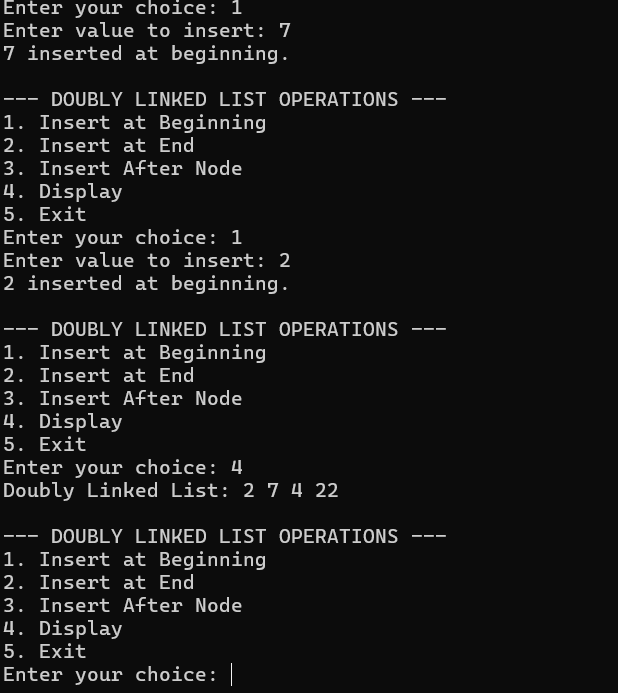 Enter your choice: 1
Enter value to insert: 7
7 inserted at beginning.

--- DOUBLY LINKED LIST OPERATIONS ---
1. Insert at Beginning
2. Insert at End
3. Insert After Node
4. Display
5. Exit
Enter your choice: 1
Enter value to insert: 2
2 inserted at beginning.

--- DOUBLY LINKED LIST OPERATIONS ---
1. Insert at Beginning
2. Insert at End
3. Insert After Node
4. Display
5. Exit
Enter your choice: 4
Doubly Linked List: 2 7 4 22

--- DOUBLY LINKED LIST OPERATIONS ---
1. Insert at Beginning
2. Insert at End
3. Insert After Node
4. Display
5. Exit
Enter your choice: